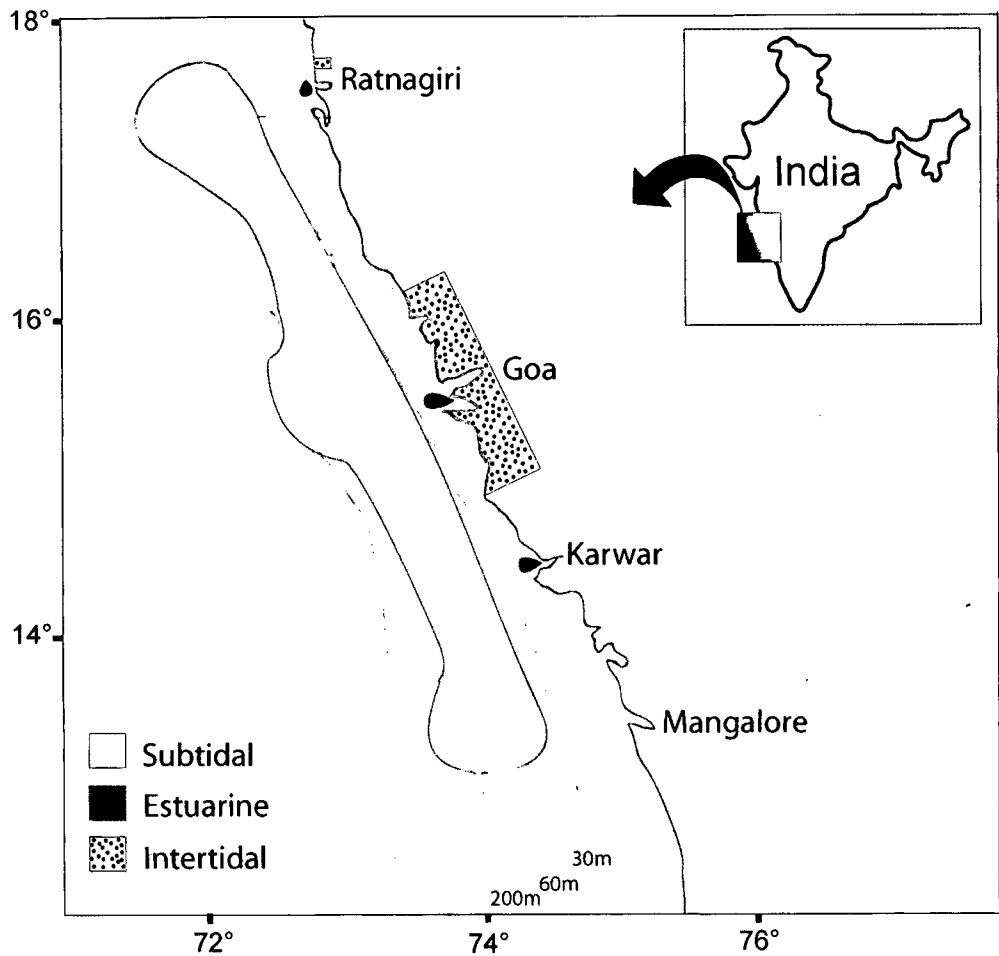 18°
Ratnagiri
India
16°
Goa
Karwar
14°
Mangalore
Subtidal
Estuarine
Intertidal
30m
60m
200m
72°
74°
76°